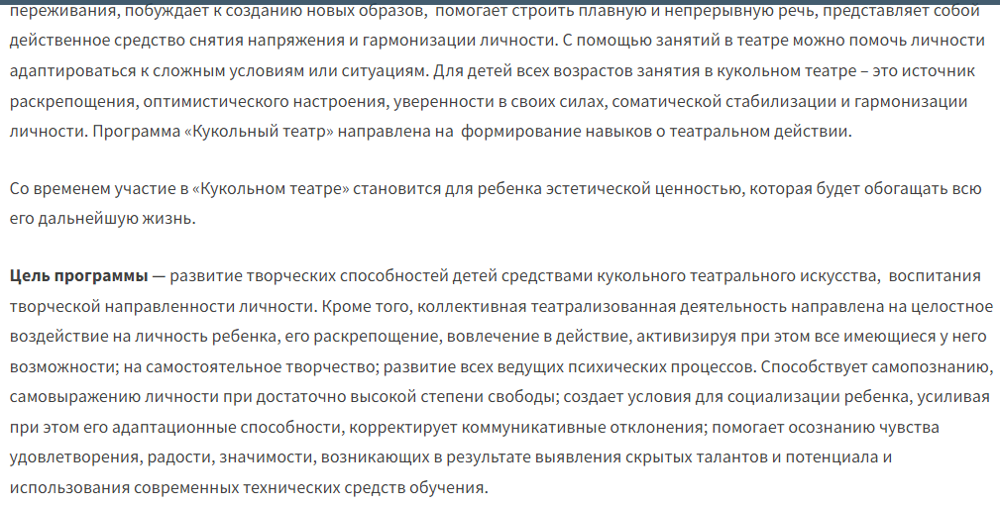 переживания, побуждает к созданию новых образов, помогает строить плавную и непрерывную речь, представляет собой
действенное средство снятия напряжения и гармонизации личности. С помощью занятий в театре можно помочь личности
адаптироваться к сложным условиям или ситуациям. Для детей всех возрастов занятия в кукольном театре – это источник
раскрепощения, оптимистического настроения, уверенности в своих силах, соматической стабилизации и гармонизации
личности. Программа «Кукольный театр» направлена на формирование навыков о театральном действии.
Со временем участие в «Кукольном театре» становится для ребенка эстетической ценностью, которая будет обогащать всю
его дальнейшую жизнь.
Цель программы — развитие творческих способностей детей средствами кукольного театрального искусства, воспитания
творческой направленности личности. Кроме того, коллективная театрализованная деятельность направлена на целостное
воздействие на личность ребенка, его раскрепощение, вовлечение в действие, активизируя при этом все имеющиеся у него
возможности; на самостоятельное творчество; развитие всех ведущих психических процессов. Способствует самопознанию,
самовыражению личности при достаточно высокой степени свободы; создает условия для социализации ребенка, усиливая
при этом его адаптационные способности, корректирует коммуникативные отклонения; помогает осознанию чувства
удовлетворения, радости, значимости, возникающих в результате выявления скрытых талантов и потенциала и
использования современных технических средств обучения.